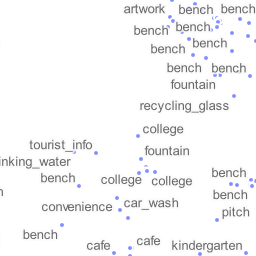 artwork bench bench
bench bench
bench bench
bench bench
fountain
recycling_glass
college
tourist_info fountain
inking_water
bench college college bench
n
convenience car_wash bench
pitch
bench
cafe cafe kindergarten